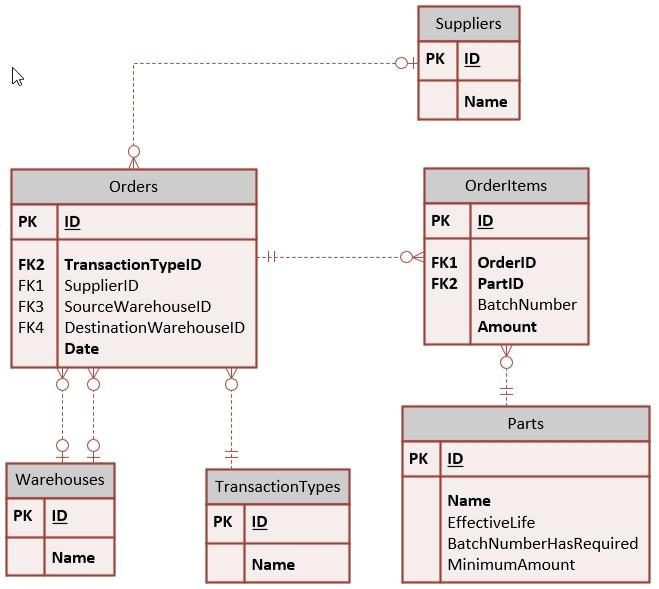 Suppliers
PK ID
Name
Orders
PK ID
FK2 TransactionTypeID
FK1 SupplierID
FK3 SourceWarehouseID
FK4 DestinationWarehouseID
Date
OrderItems
PK ID
FK1 OrderID
FK2 PartID
BatchNumber
Amount
Warehouses
PK ID
Name
TransactionTypes
PK ID
Name
Parts
PK ID
Name
EffectiveLife
BatchNumberHasRequired
MinimumAmount